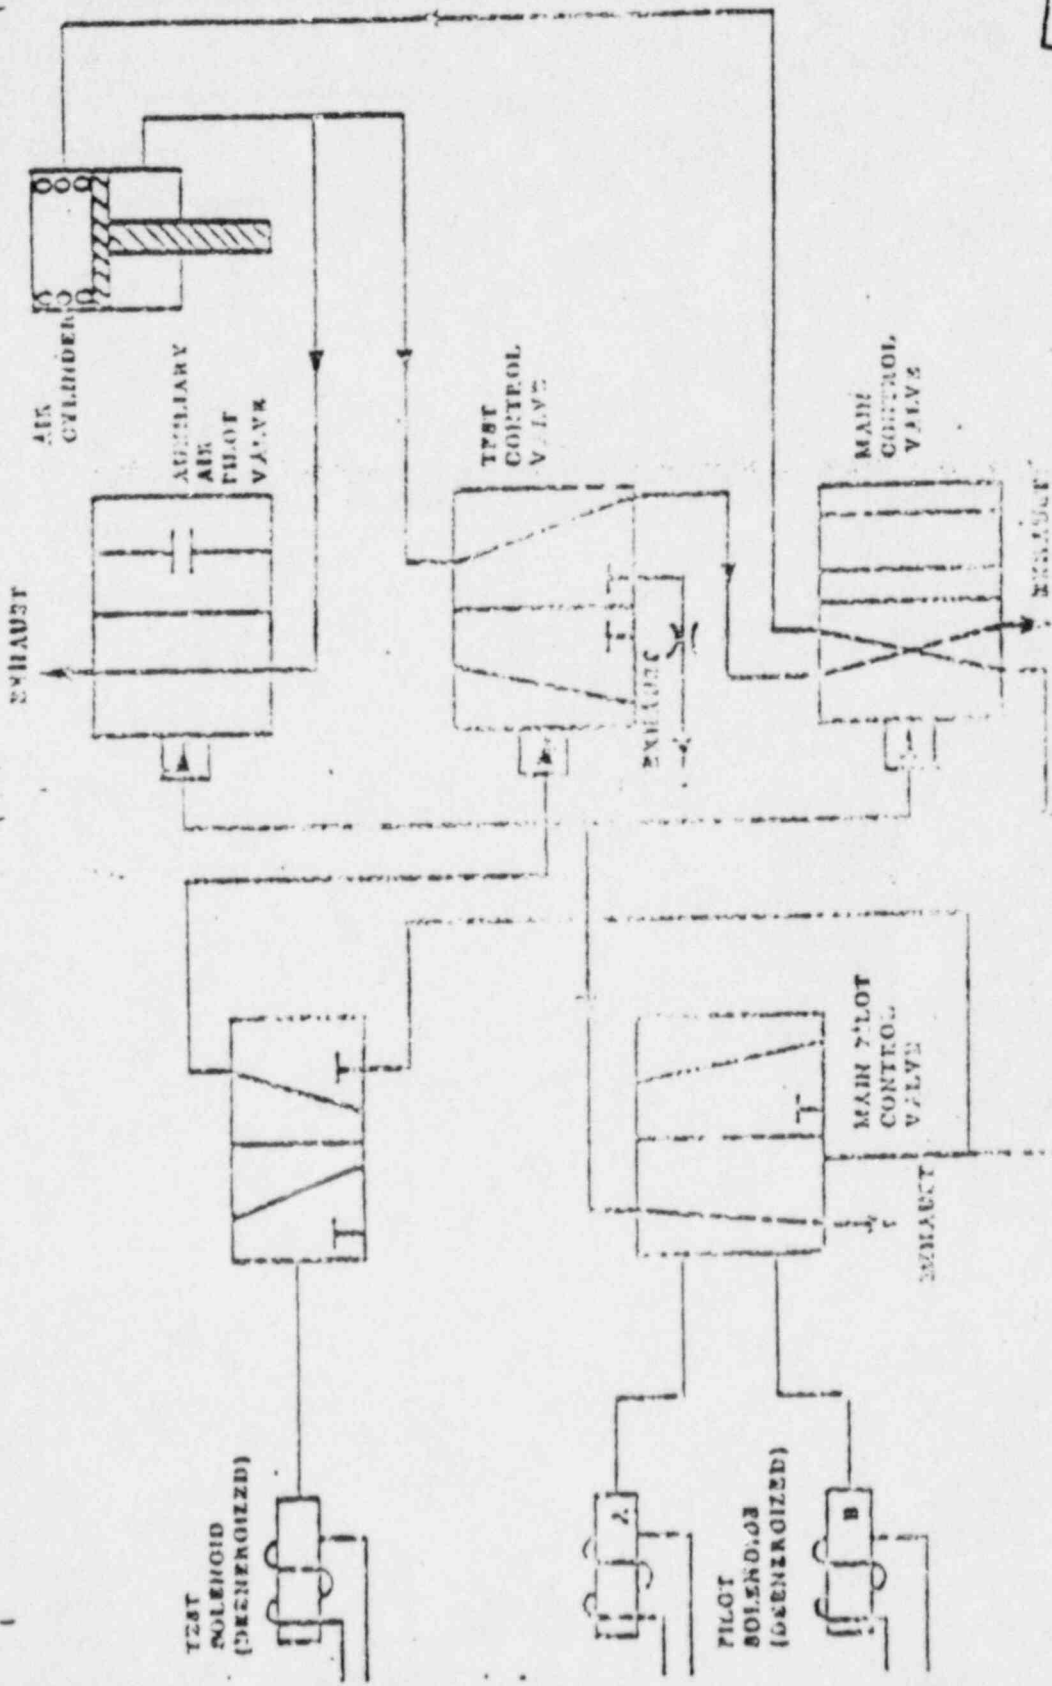 AIR
CYLINDER
AUXILIARY
AIR
PILOT
VALVE
EXHAUST
TEST
CONTROL
VALVE
EXHAUST
MAIN
CONTROL
VALVE
EXHAUST
MAIN PILOT
CONTROL
VALVE
EXHAUST
TEST
SOLENOID
(DEENERGIZED)
A
PILOT
SOLENOIDS
(DEENERGIZED)
B